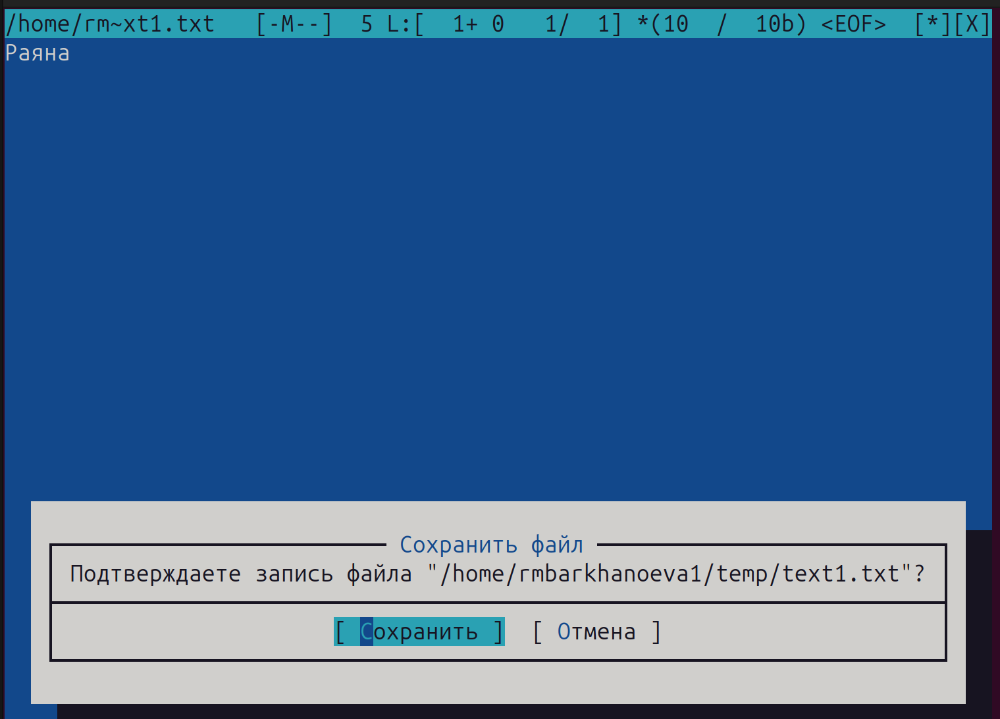 /home/rm~xt1.txt   [-M--]  5 L:[  1+ 0   1/  1] *(10  /  10b) <EOF>  [*][X]
Раяна
Сохранить файл
Подтверждаете запись файла "/home/rmbarkhanoeva1/temp/text1.txt"?
[ Сохранить ]  [ Отмена ]